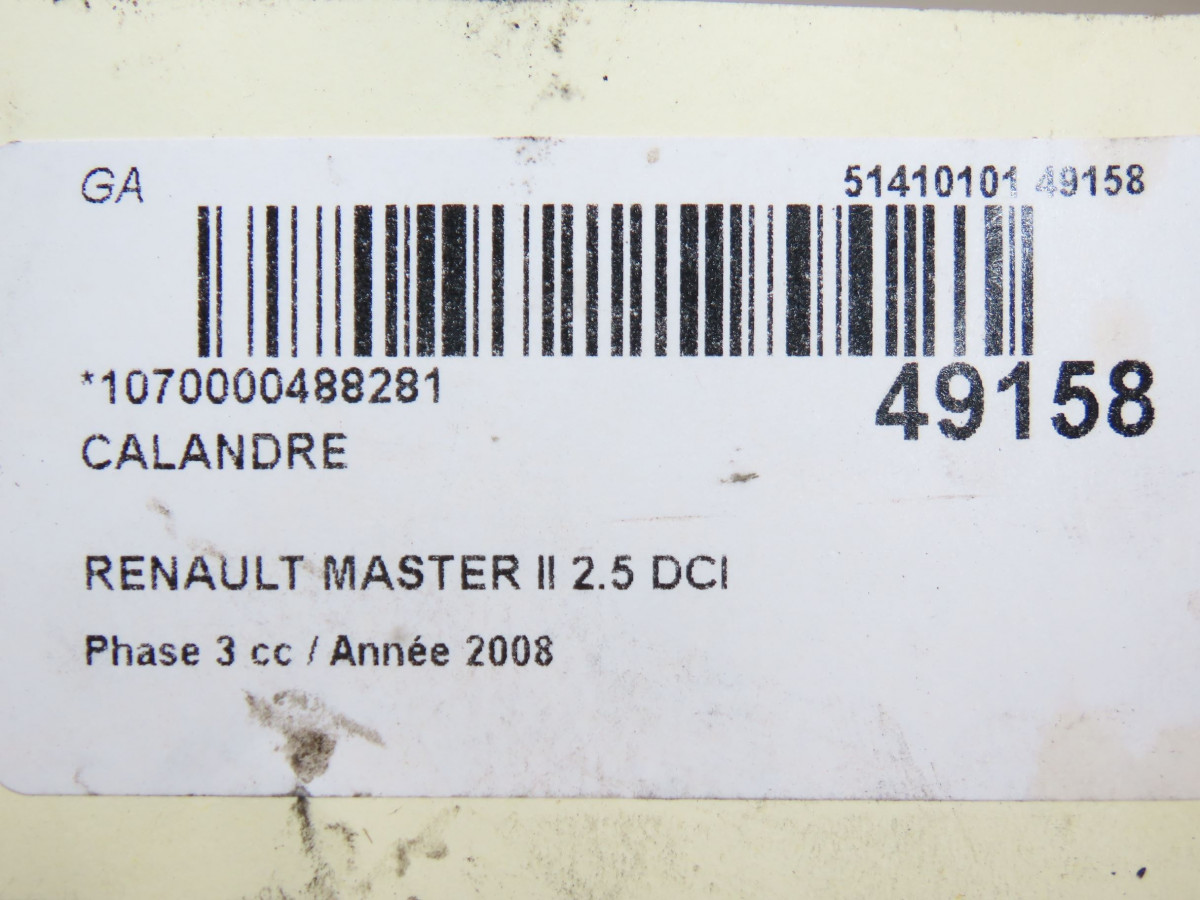 GA
51410101 49158
*1070000488281
49158
CALANDRE
RENAULT MASTER II 2.5 DCI
Phase 3 cc / Année 2008